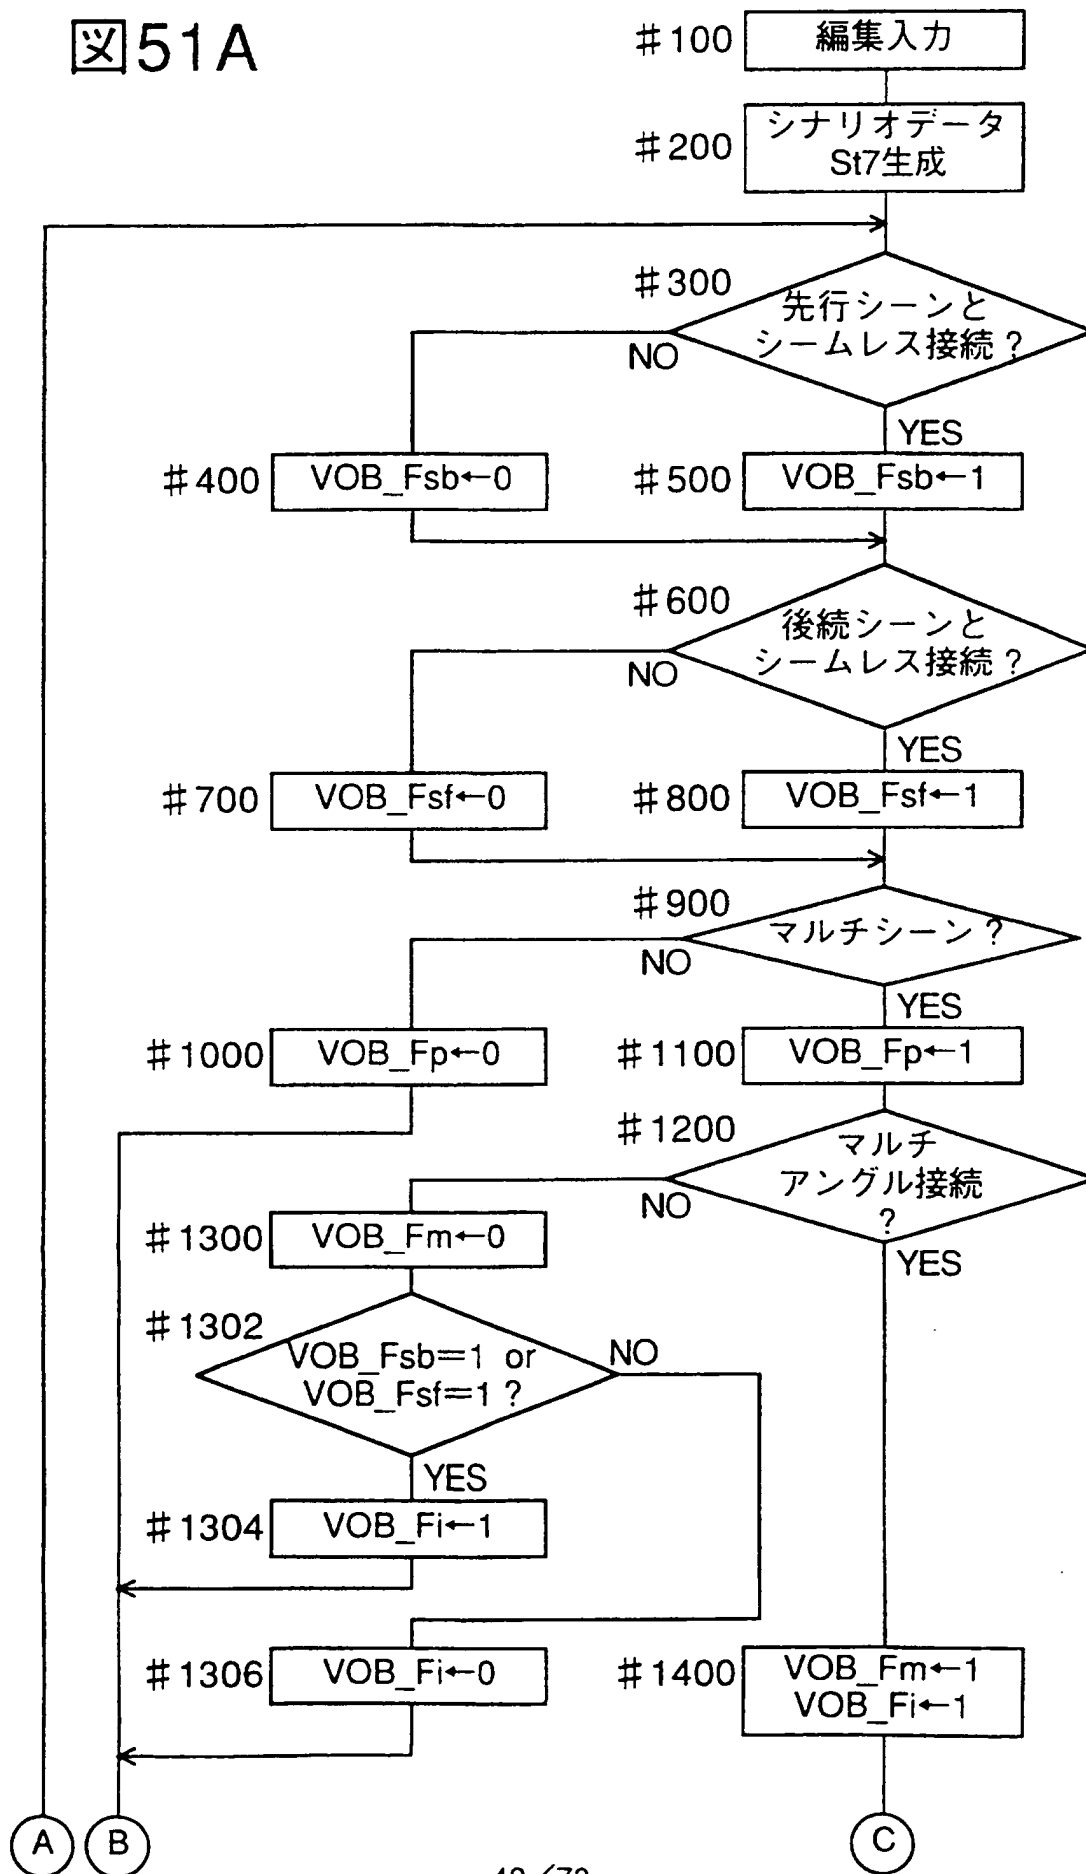 図51A
#100
編集入力
#200
シナリオデータ
St7生成
#300
先行シーンと
シームレス接続?
NO
YES
#400
VOB_Fsb←0
#500
VOB_Fsb←1
#600
後続シーンと
シームレス接続?
NO
YES
#700
VOB_Fsf←0
#800
VOB_Fsf←1
#900
マルチシーン?
NO
YES
#1000
VOB_Fp←0
#1100
VOB_Fp←1
#1200
マルチ
アングル接続
?
NO
YES
#1300
VOB_Fm←0
#1302
VOB_Fsb=1 or
VOB_Fsf=1?
NO
YES
#1304
VOB_Fi←1
#1306
VOB_Fi←0
#1400
VOB_Fm←1
VOB_Fi←1
A
B
C